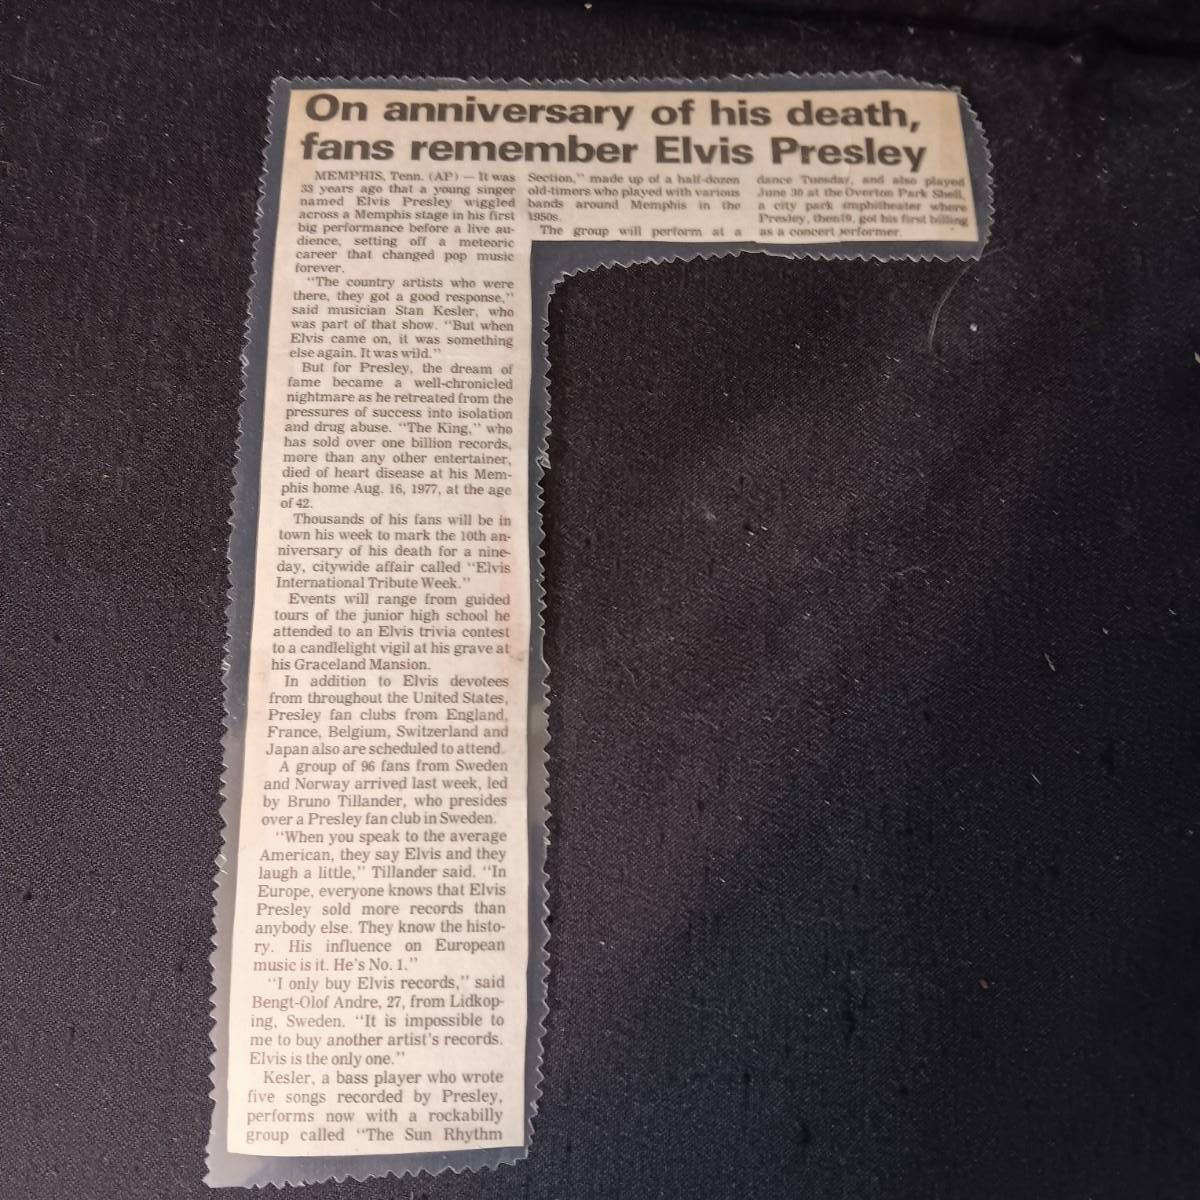 On anniversary of his death,
fans remember Elvis Presley
MEMPHIS, Tenn. (AP) — It was
33 years ago that a young singer
named Elvis Presley wiggled
across a Memphis stage in his first
big performance before a live au-
dience, setting off a meteoric
career that changed pop music
forever.
"The country artists who were
there, they got a good response,"
said musician Stan Kesler, who
was part of that show. "But when
Elvis came on, it was something
else again. It was wild."
But for Presley, the dream of
fame became a well-chronicled
nightmare as he retreated from the
pressures of success into isolation
and drug abuse. "The King," who
has sold over one billion records,
more than any other entertainer,
died of heart disease at his Mem-
phis home Aug. 16, 1977, at the age
of 42.
Thousands of his fans will be in
town his week to mark the 10th an-
niversary of his death for a nine-
day, citywide affair called "Elvis
International Tribute Week."
Events will range from guided
tours of the junior high school he
attended to an Elvis trivia contest
to a candlelight vigil at his grave at
his Graceland Mansion.
In addition to Elvis devotees
from throughout the United States,
Presley fan clubs from England,
France, Belgium, Switzerland and
Japan also are scheduled to attend.
A group of 96 fans from Sweden
and Norway arrived last week, led
by Bruno Tillander, who presides
over a Presley fan club in Sweden.
"When you speak to the average
American, they say Elvis and they
laugh a little," Tillander said. "In
Europe, everyone knows that Elvis
Presley sold more records than
anybody else. They know the histo-
ry. His influence on European
music is it. He's No. 1."
"I only buy Elvis records," said
Bengt-Olof Andre, 27, from Lidkop-
ing, Sweden. "It is impossible to
me to buy another artist's records.
Elvis is the only one."
Kesler, a bass player who wrote
five songs recorded by Presley,
performs now with a rockabilly
group called "The Sun Rhythm
Section," made up of a half-dozen
old-timers who played with various
bands around Memphis in the
1950s.
The group will perform at a
dance Tuesday, and also played
June 30 at the Overton Park Shell,
a city park amphitheater where
Presley, then 19, got his first billing
as a concert performer.